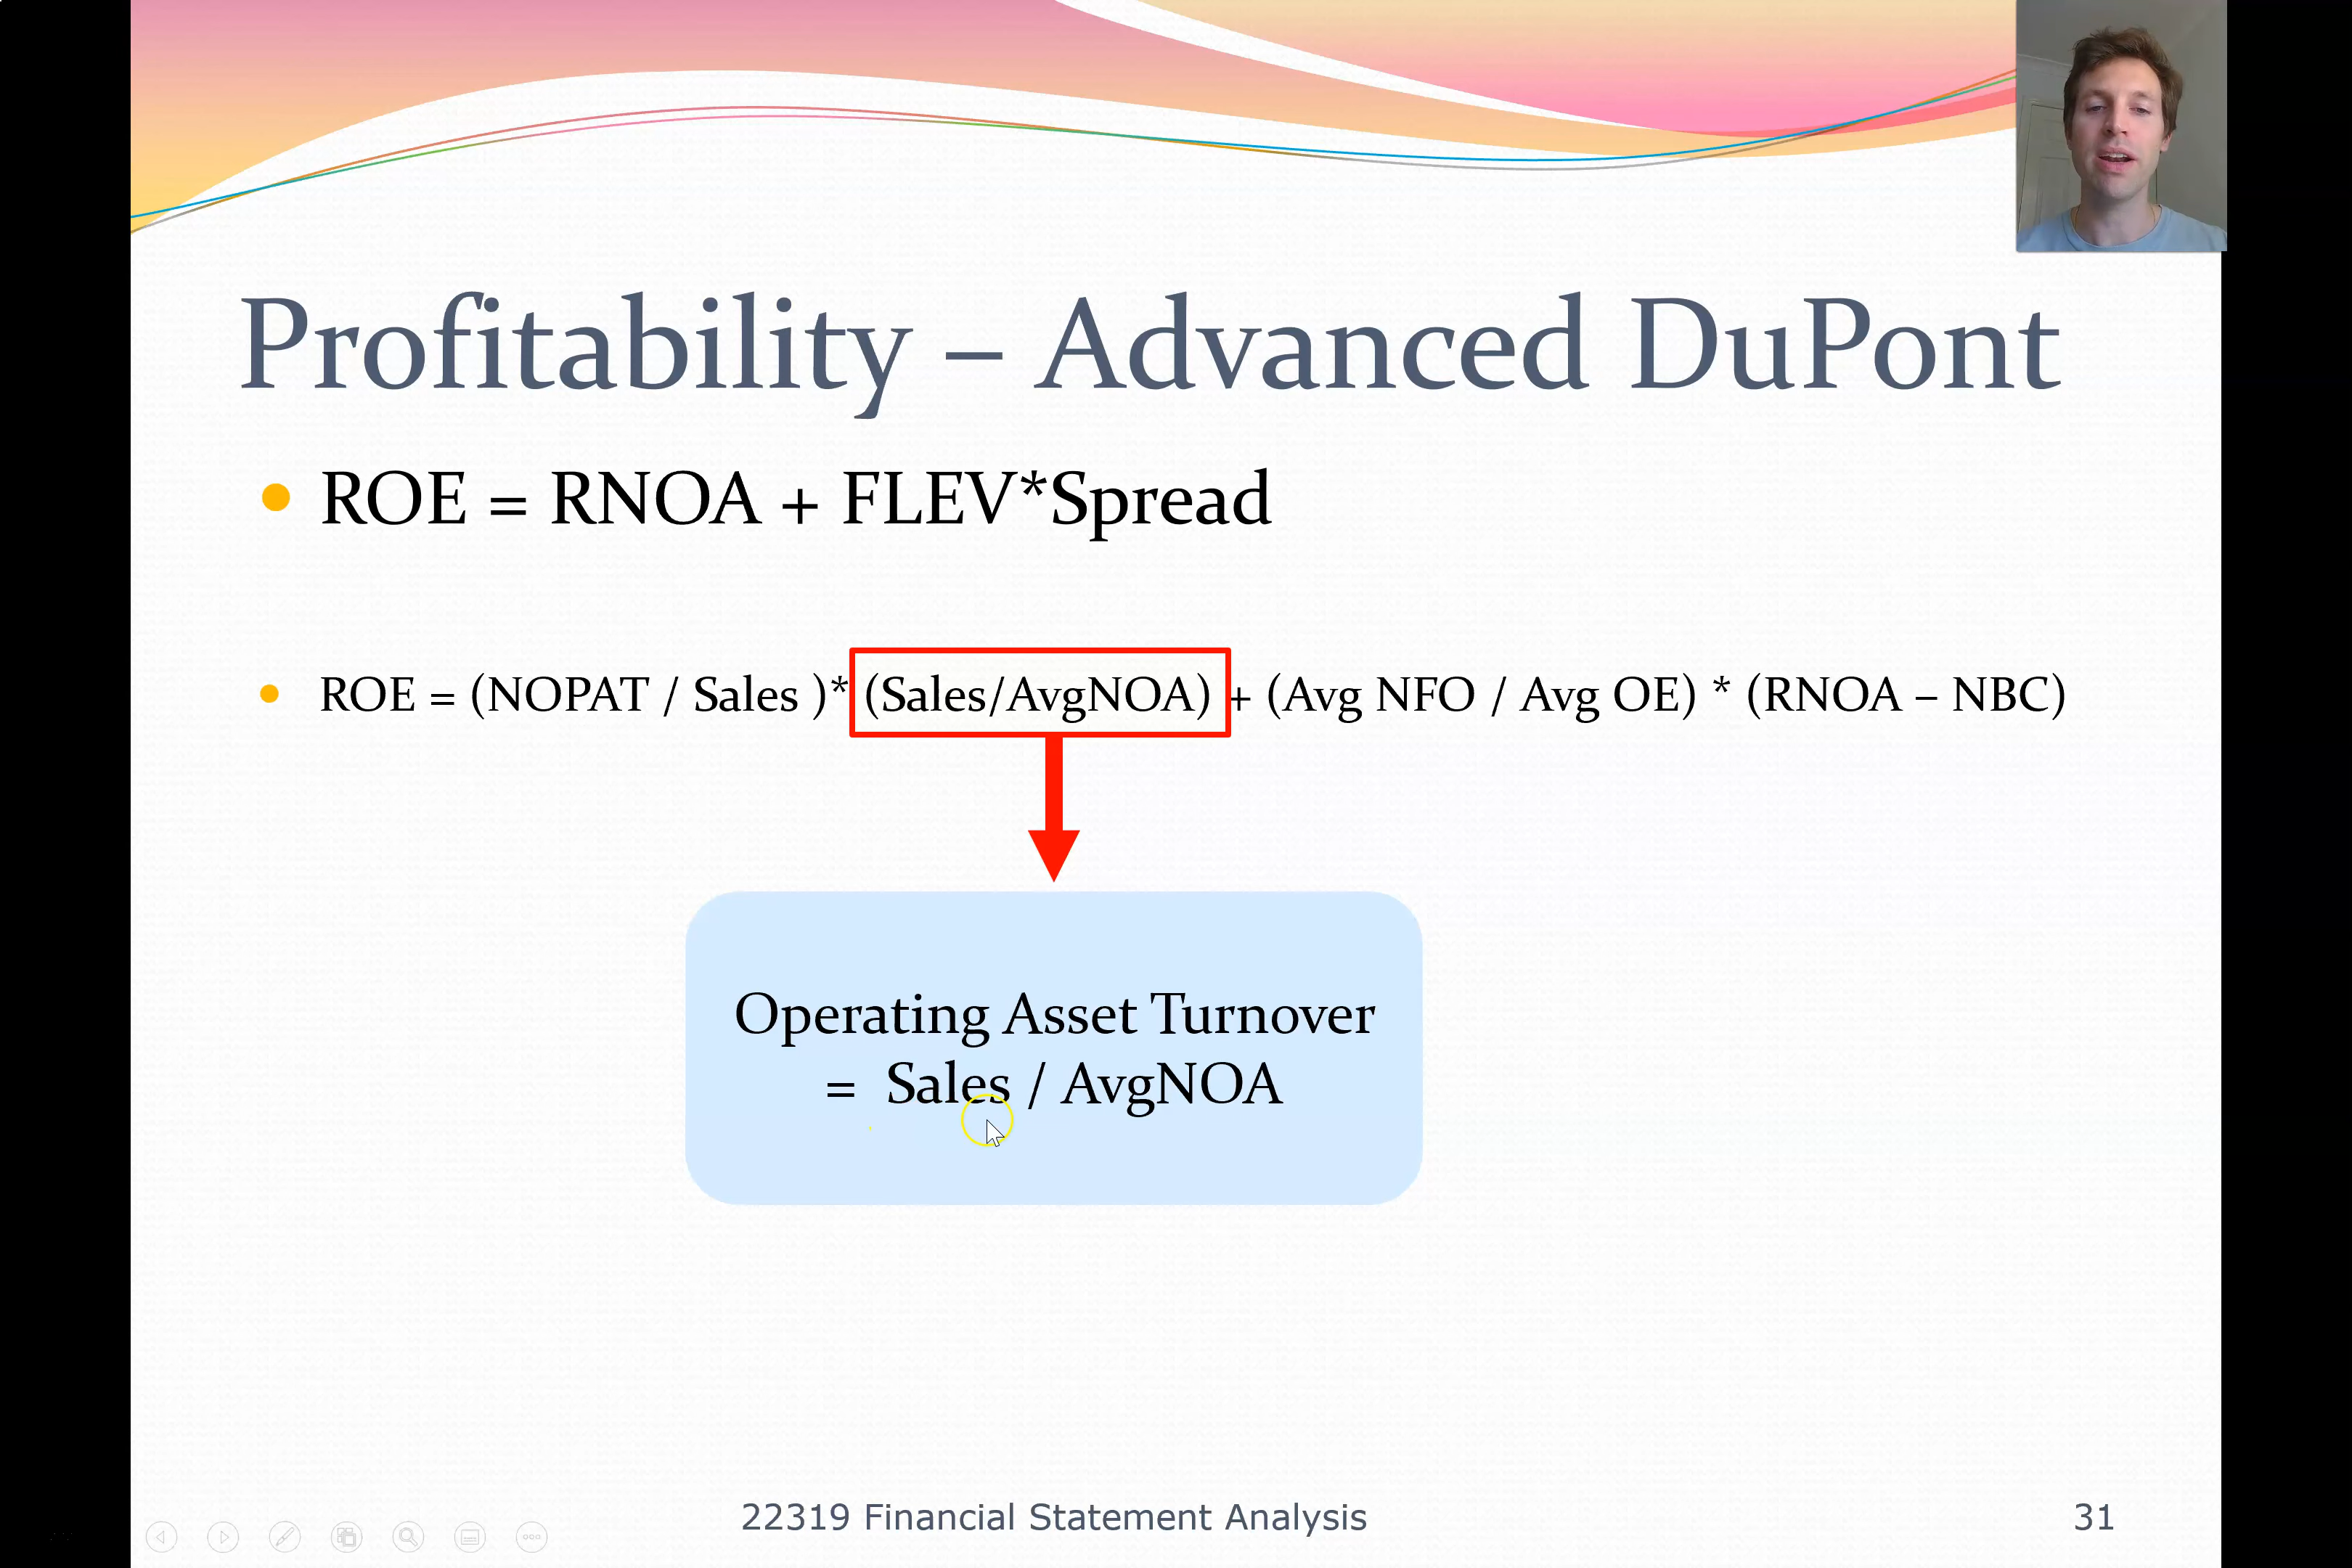 Profitability – Advanced DuPont
ROE = RNOA + FLEV*Spread
ROE = (NOPAT / Sales )* (Sales/AvgNOA) + (Avg NFO / Avg OE) * (RNOA – NBC)
Operating Asset Turnover
= Sales / AvgNOA
22319 Financial Statement Analysis
31